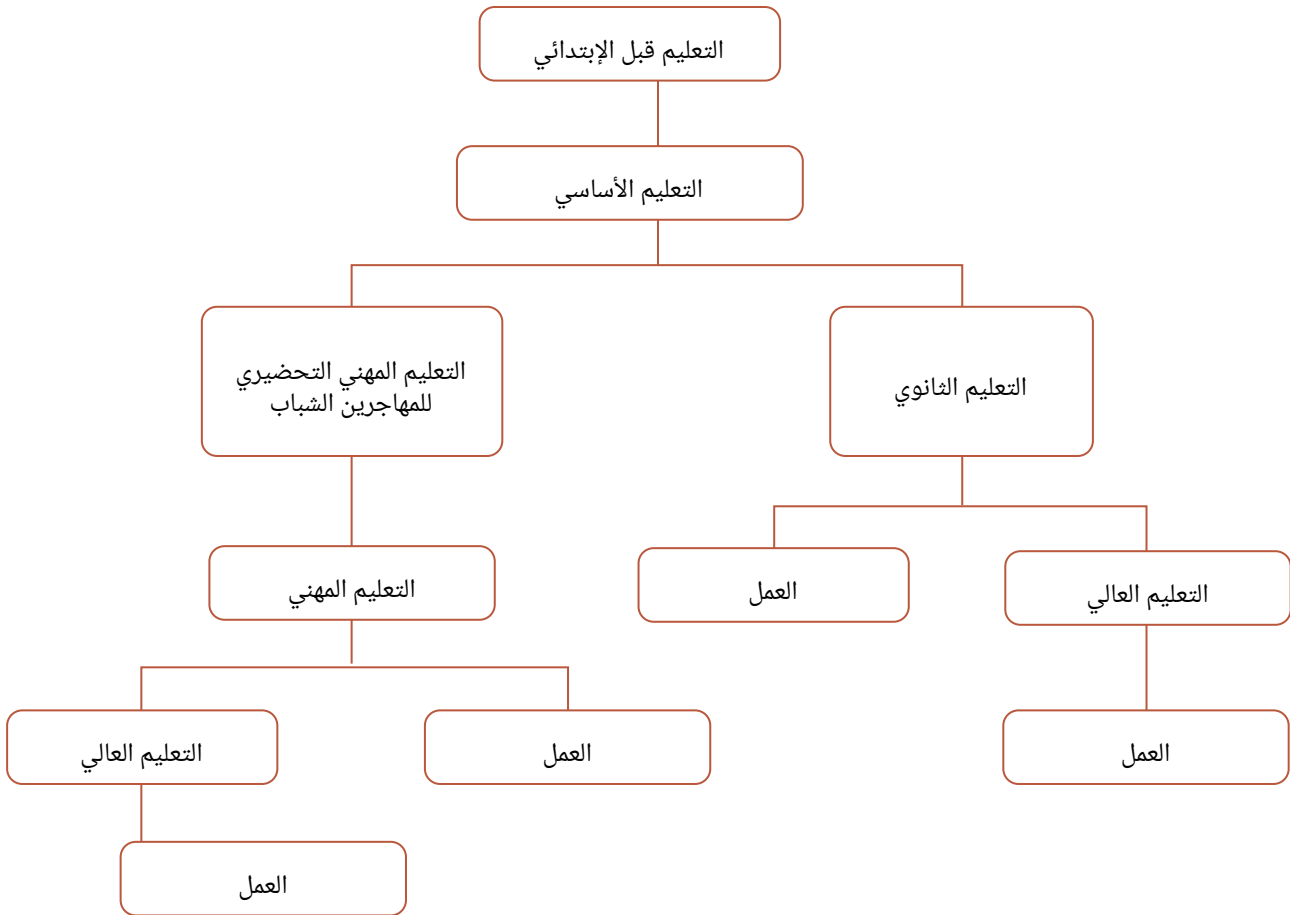 التعليم قبل الإبتدائي
التعليم الأساسي
التعليم الثانوي
التعليم المهني التحضيري
للمهاجرين الشباب
التعليم العالي
العمل
التعليم المهني
العمل
العمل
التعليم العالي
العمل